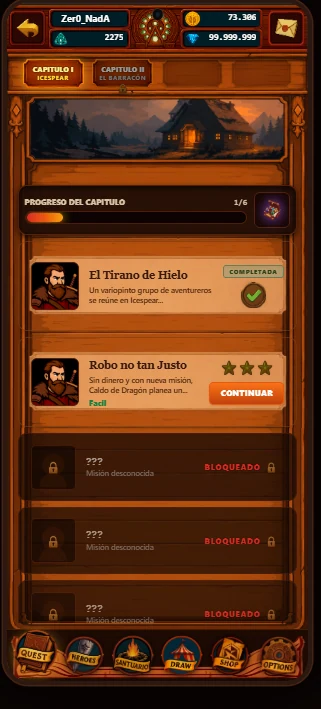 Zer0_NadA
73.306
2275
99.999.999
CAPITULO I
ICESPEAR
CAPITULO II
EL BARRACON
PROGRESO DEL CAPITULO
1/6
El Tirano de Hielo
COMPLETADA
Un variopinto grupo de aventureros
se reúne en Icespear...
Robo no tan Justo
Sin dinero y con nueva misión,
Caldo de Dragón planea un...
Facil
CONTINUAR
???
Misión desconocida
BLOQUEADO
???
Misión desconocida
BLOQUEADO
???
Misión desconocida
BLOQUEADO
QUEST
HEROES
SANTUARIO
DRAW
SHOP
OPTIONS